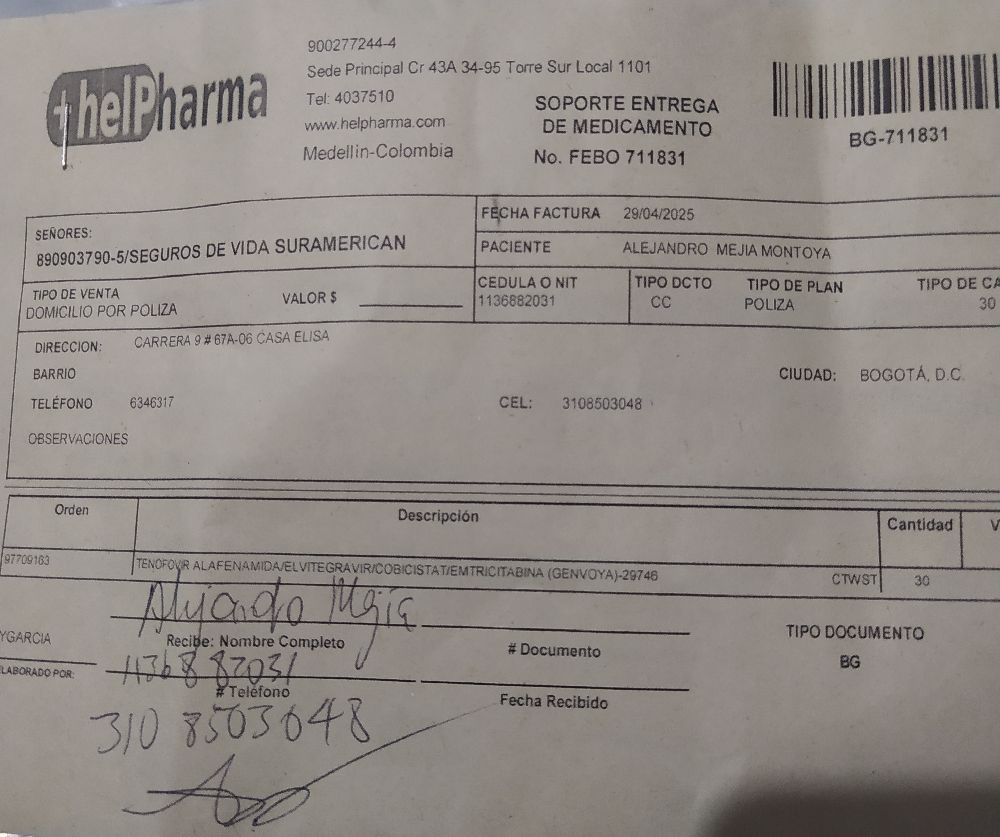 helPharma
900277244-4
Sede Principal Cr 43A 34-95 Torre Sur Local 1101
Tel: 4037510
www.helpharma.com
Medellin-Colombia
SOPORTE ENTREGA
DE MEDICAMENTO
No. FEBO 711831
BG-711831
SEÑORES:
890903790-5/SEGUROS DE VIDA SURAMERICAN
FECHA FACTURA 29/04/2025
PACIENTE ALEJANDRO MEJIA MONTOYA
TIPO DE VENTA
DOMICILIO POR POLIZA
VALOR $
CEDULA O NIT
1136882031
TIPO DCTO
CC
TIPO DE PLAN
POLIZA
TIPO DE CA
30
DIRECCION: CARRERA 9 # 67A-06 CASA ELISA
BARRIO
CIUDAD: BOGOTÁ, D.C.
TELÉFONO 6346317
CEL: 3108503048
OBSERVACIONES
Orden Descripción Cantidad V
97709163 TENOFOVIR ALAFENAMIDA/ELVITEGRAVIR/COBICISTAT/EMTRICITABINA (GENVOYA)-29746 CTWST 30
Alejandro Mejia
YGARCIA
Recibe: Nombre Completo
# Documento
TIPO DOCUMENTO
BG
LABORADO POR:
1136882031
# Teléfono
Fecha Recibido
310 8503048